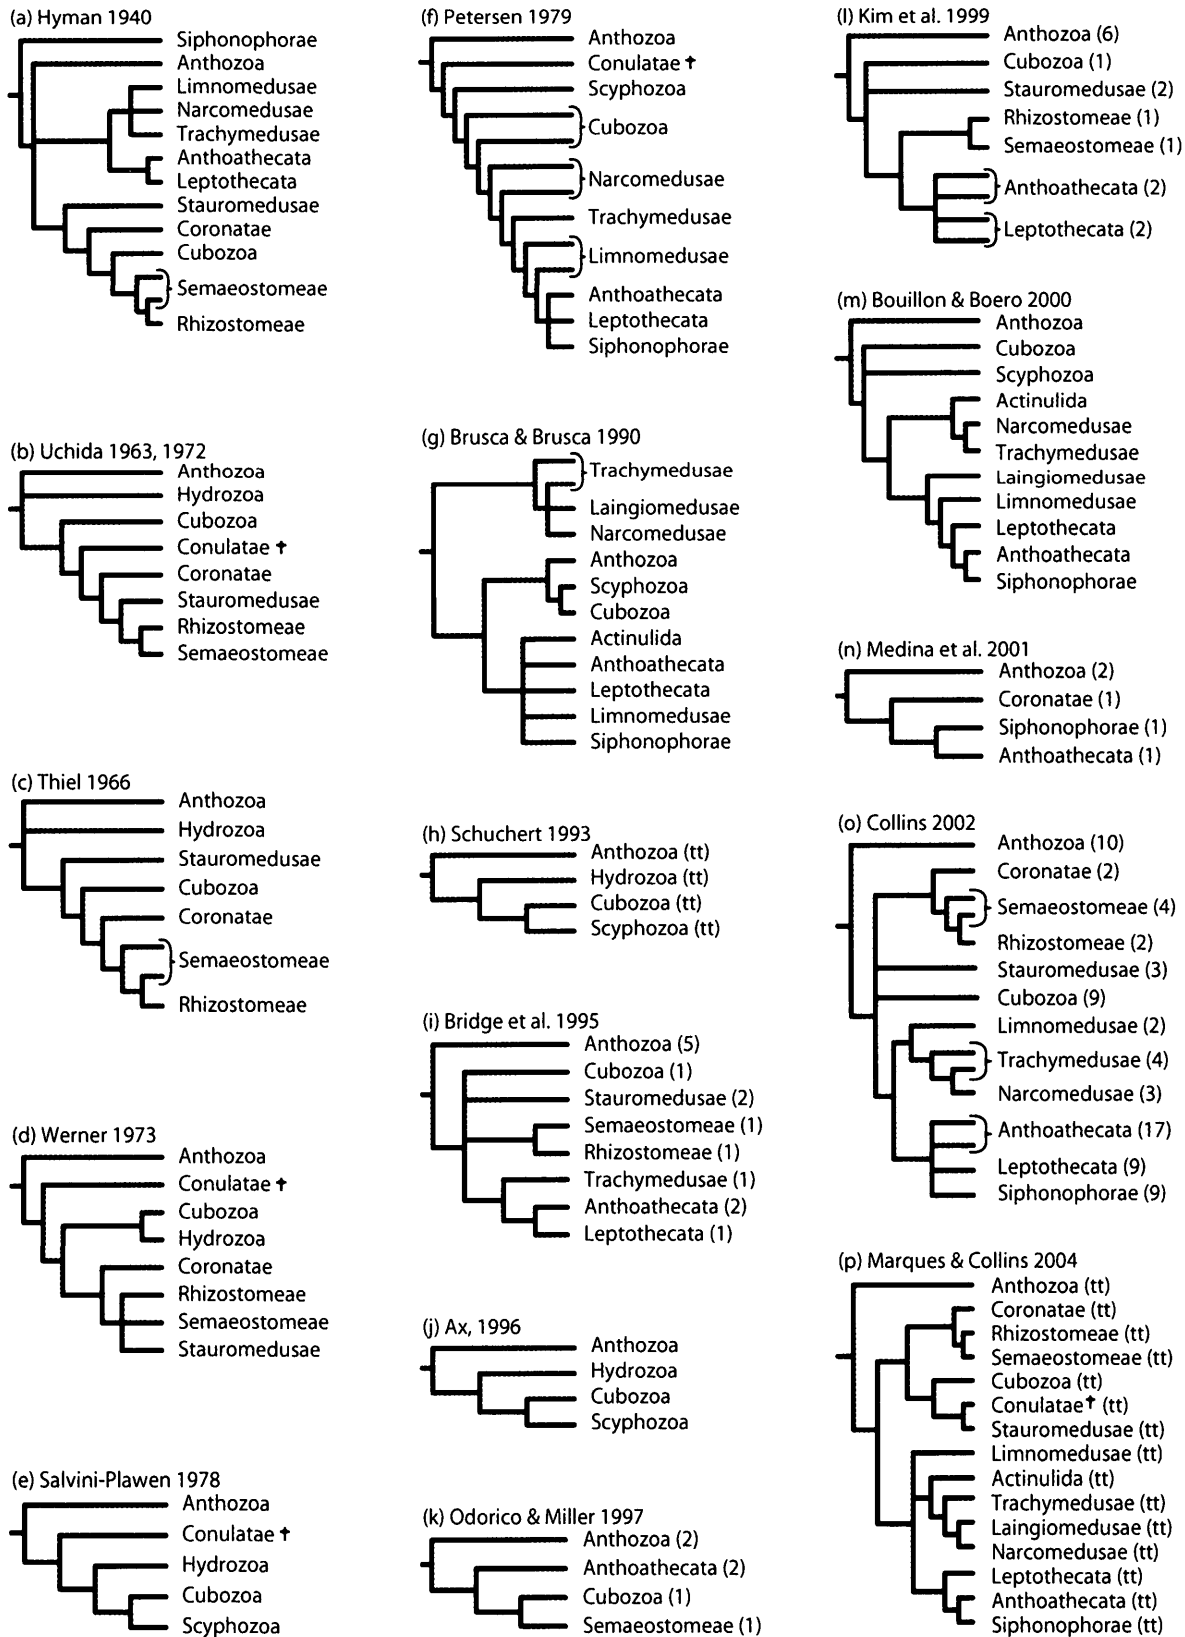 (a) Hyman 1940
Siphonophorae
Anthozoa
Limnomedusae
Narcomedusae
Trachymedusae
Anthoathecata
Leptothecata
Stauromedusae
Coronatae
Cubozoa
Semaeostomeae
Rhizostomeae
(b) Uchida 1963, 1972
Anthozoa
Hydrozoa
Cubozoa
Conulatae ✝
Coronatae
Stauromedusae
Rhizostomeae
Semaeostomeae
(c) Thiel 1966
Anthozoa
Hydrozoa
Stauromedusae
Cubozoa
Coronatae
Semaeostomeae
Rhizostomeae
(d) Werner 1973
Anthozoa
Conulatae ✝
Cubozoa
Hydrozoa
Coronatae
Rhizostomeae
Semaeostomeae
Stauromedusae
(e) Salvini-Plawen 1978
Anthozoa
Conulatae ✝
Hydrozoa
Cubozoa
Scyphozoa
(f) Petersen 1979
Anthozoa
Conulatae ✝
Scyphozoa
Cubozoa
Narcomedusae
Trachymedusae
Limnomedusae
Anthoathecata
Leptothecata
Siphonophorae
(g) Brusca & Brusca 1990
Trachymedusae
Laingiomedusae
Narcomedusae
Anthozoa
Scyphozoa
Cubozoa
Actinulida
Anthoathecata
Leptothecata
Limnomedusae
Siphonophorae
(h) Schuchert 1993
Anthozoa (tt)
Hydrozoa (tt)
Cubozoa (tt)
Scyphozoa (tt)
(i) Bridge et al. 1995
Anthozoa (5)
Cubozoa (1)
Stauromedusae (2)
Semaeostomeae (1)
Rhizostomeae (1)
Trachymedusae (1)
Anthoathecata (2)
Leptothecata (1)
(j) Ax, 1996
Anthozoa
Hydrozoa
Cubozoa
Scyphozoa
(k) Odorico & Miller 1997
Anthozoa (2)
Anthoathecata (2)
Cubozoa (1)
Semaeostomeae (1)
(l) Kim et al. 1999
Anthozoa (6)
Cubozoa (1)
Stauromedusae (2)
Rhizostomeae (1)
Semaeostomeae (1)
Anthoathecata (2)
Leptothecata (2)
(m) Bouillon & Boero 2000
Anthozoa
Cubozoa
Scyphozoa
Actinulida
Narcomedusae
Trachymedusae
Laingiomedusae
Limnomedusae
Leptothecata
Anthoathecata
Siphonophorae
(n) Medina et al. 2001
Anthozoa (2)
Coronatae (1)
Siphonophorae (1)
Anthoathecata (1)
(o) Collins 2002
Anthozoa (10)
Coronatae (2)
Semaeostomeae (4)
Rhizostomeae (2)
Stauromedusae (3)
Cubozoa (9)
Limnomedusae (2)
Trachymedusae (4)
Narcomedusae (3)
Anthoathecata (17)
Leptothecata (9)
Siphonophorae (9)
(p) Marques & Collins 2004
Anthozoa (tt)
Coronatae (tt)
Rhizostomeae (tt)
Semaeostomeae (tt)
Cubozoa (tt)
Conulatae✝ (tt)
Stauromedusae (tt)
Limnomedusae (tt)
Actinulida (tt)
Trachymedusae (tt)
Laingiomedusae (tt)
Narcomedusae (tt)
Leptothecata (tt)
Anthoathecata (tt)
Siphonophorae (tt)